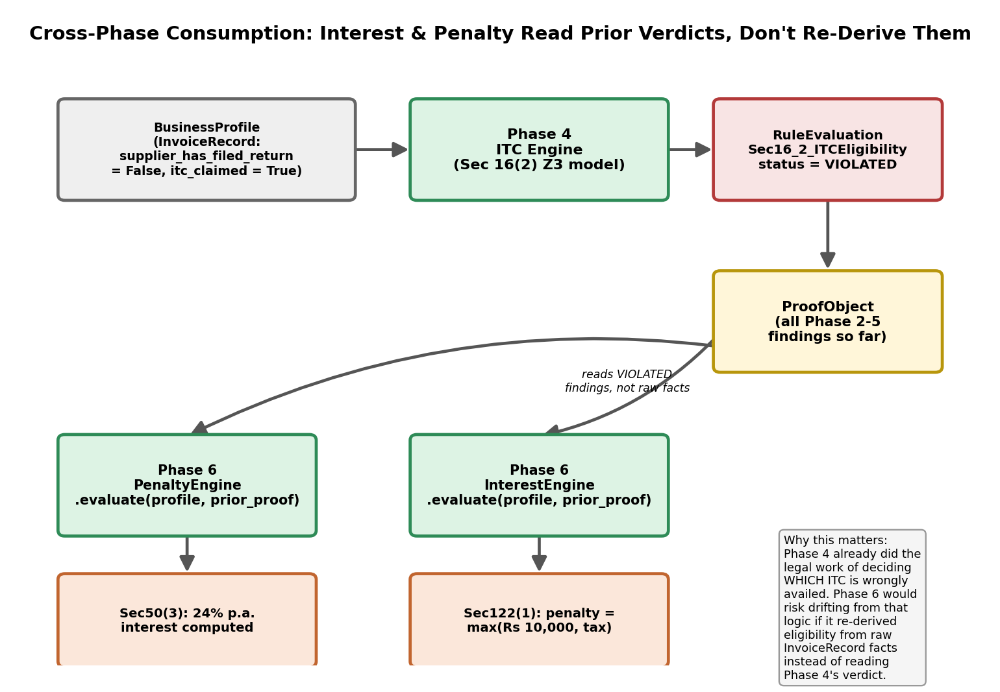 Cross-Phase Consumption: Interest & Penalty Read Prior Verdicts, Don't Re-Derive Them
BusinessProfile
(InvoiceRecord:
supplier_has_filed_return
= False, itc_claimed = True)
Phase 4
ITC Engine
(Sec 16(2) Z3 model)
RuleEvaluation
Sec16_2_ITCEligibility
status = VIOLATED
ProofObject
(all Phase 2-5
findings so far)
reads VIOLATED
findings, not raw facts
Phase 6
PenaltyEngine
.evaluate(profile, prior_proof)
Phase 6
InterestEngine
.evaluate(profile, prior_proof)
Sec50(3): 24% p.a.
interest computed
Sec122(1): penalty =
max(Rs 10,000, tax)
Why this matters:
Phase 4 already did the
legal work of deciding
WHICH ITC is wrongly
availed. Phase 6 would
risk drifting from that
logic if it re-derived
eligibility from raw
InvoiceRecord facts
instead of reading
Phase 4's verdict.